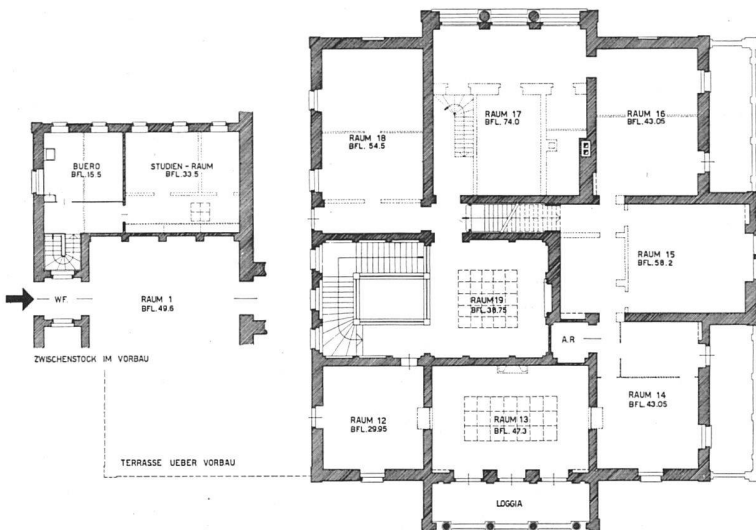 RAUM 18
BFL. 54.5
RAUM 17
BFL. 74.0
RAUM 16
BFL. 43.05
BUERO
BFL. 15.5
STUDIEN-RAUM
BFL. 33.5
RAUM 15
BFL. 58.2
W.F.
RAUM 1
BFL. 49.6
RAUM 19
BFL. 38.75
A.R
ZWISCHENSTOCK IM VORBAU
RAUM 12
BFL. 29.95
RAUM 13
BFL. 47.3
RAUM 14
BFL. 43.05
TERRASSE UEBER VORBAU
LOGGIA